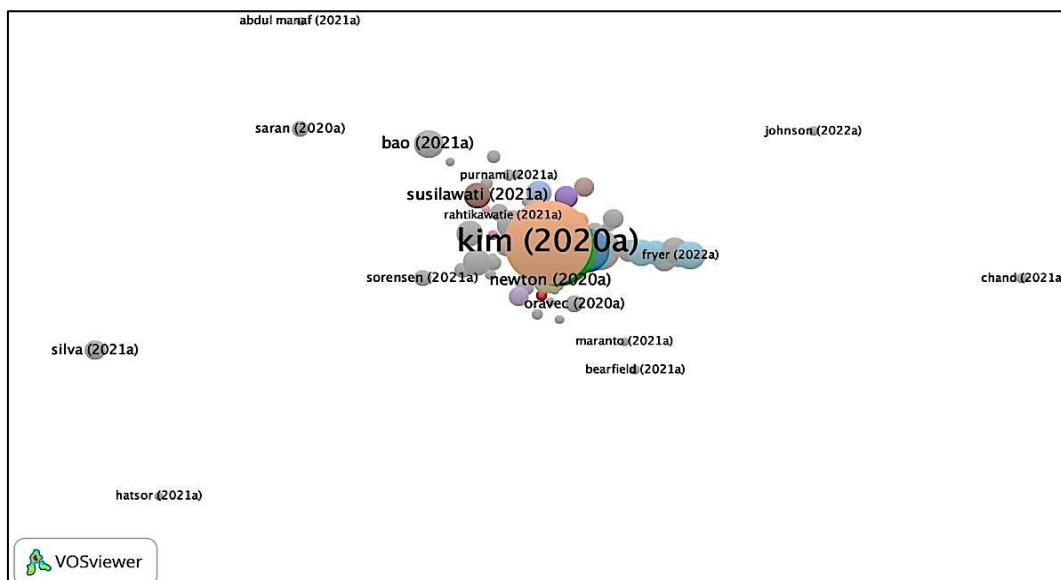 abdul manaf (2021a)
saran (2020a)
johnson (2022a)
bao (2021a)
purnami (2021a)
susilawati (2021a)
rahtikawatie (2021a)
kim (2020a)
fryer (2022a)
sorensen (2021a)
newton (2020a)
chand (2021a)
oravec (2020a)
maranto (2021a)
silva (2021a)
bearfield (2021a)
hatsor (2021a)
VOSviewer